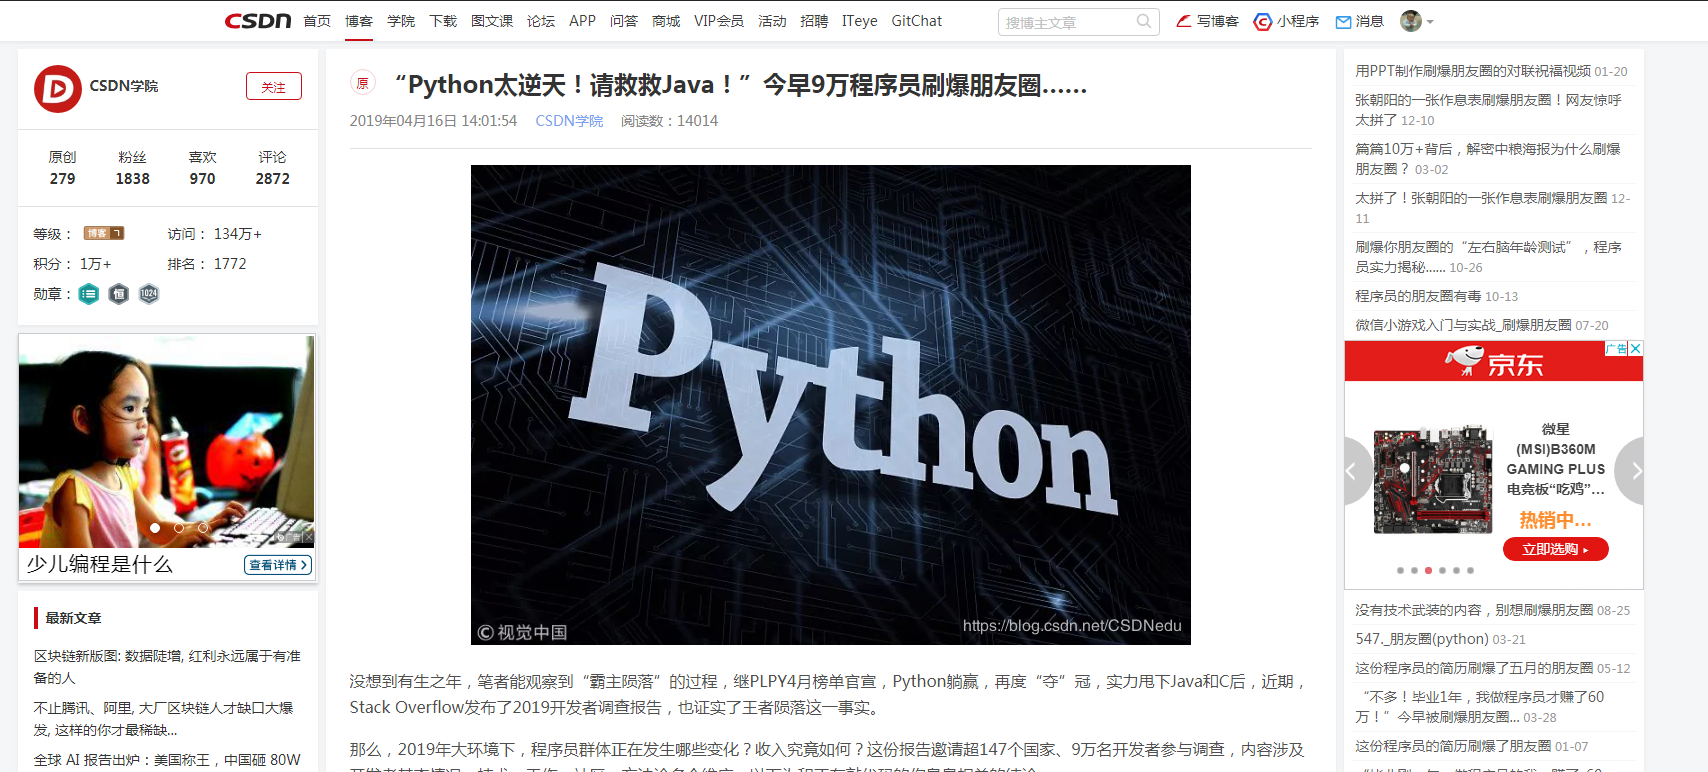 CSDN 首页 博客 学院 下载 图文课 论坛 APP 问答 商城 VIP会员 活动 招聘 ITeye GitChat 搜博主文章 写博客 小程序 消息
CSDN学院
关注
原创 粉丝 喜欢 评论
279 1838 970 2872
等级： 博客 7 访问： 134万+
积分： 1万+ 排名： 1772
勋章： 恒 1024
广告
少儿编程是什么 查看详情
最新文章
区块链新版图: 数据陡增, 红利永远属于有准
备的人
不止腾讯、阿里, 大厂区块链人才缺口大爆
发, 这样的你才最稀缺...
全球 AI 报告出炉：美国称王，中国砸 80W
原 “Python太逆天！请救救Java！”今早9万程序员刷爆朋友圈……
2019年04月16日 14:01:54 CSDN学院 阅读数：14014
Python
©视觉中国
https://blog.csdn.net/CSDNedu
没想到有生之年，笔者能观察到“霸主陨落”的过程，继PLPY4月榜单官宣，Python躺赢，再度“夺”冠，实力甩下Java和C后，近期，
Stack Overflow发布了2019开发者调查报告，也证实了王者陨落这一事实。
那么，2019年大环境下，程序员群体正在发生哪些变化？收入究竟如何？这份报告邀请超147个国家、9万名开发者参与调查，内容涉及
用PPT制作刷爆朋友圈的对联祝福视频 01-20
张朝阳的一张作息表刷爆朋友圈！网友惊呼
太拼了 12-10
篇篇10万+背后，解密中粮海报为什么刷爆
朋友圈？ 03-02
太拼了！张朝阳的一张作息表刷爆朋友圈 12-
11
刷爆你朋友圈的“左右脑年龄测试”，程序
员实力揭秘...... 10-26
程序员的朋友圈有毒 10-13
微信小游戏入门与实战_刷爆朋友圈 07-20
广告
京东
微星
(MSI)B360M
GAMING PLUS
电竞板“吃鸡”...
热销中...
立即选购
没有技术武装的内容，别想刷爆朋友圈 08-25
547._朋友圈(python) 03-21
这份程序员的简历刷爆了五月的朋友圈 05-12
“不多！毕业1年，我做程序员才赚了60
万！”今早被刷爆朋友圈... 03-28
这份程序员的简历刷爆了朋友圈 01-07